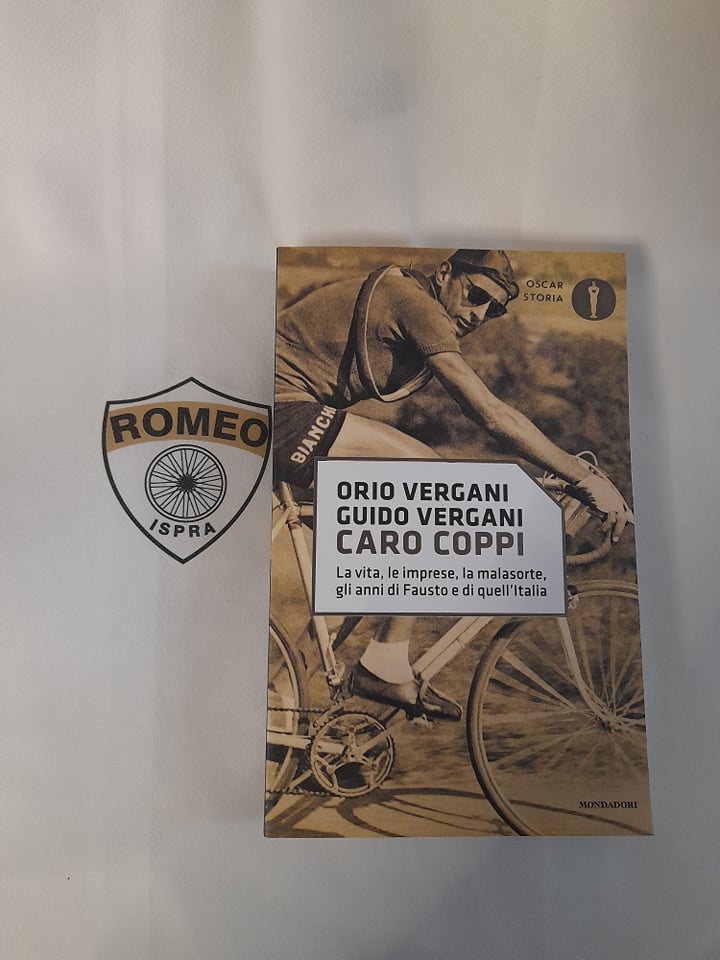 ROMEO
ISPRA
OSCAR
STORIA
BIANCHI
ORIO VERGANI
GUIDO VERGANI
CARO COPPI
La vita, le imprese, la malasorte,
gli anni di Fausto e di quell'Italia
MONDADORI